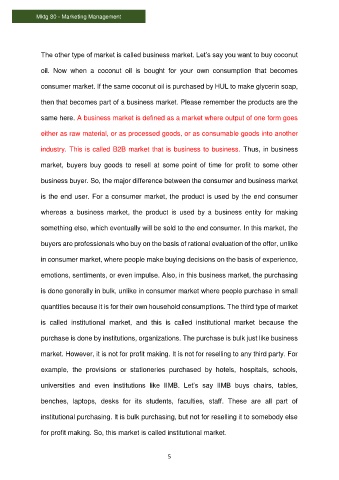 Mktg 80 - Marketing Management
The other type of market is called business market. Let's say you want to buy coconut
oil. Now when a coconut oil is bought for your own consumption that becomes
consumer market. If the same coconut oil is purchased by HUL to make glycerin soap,
then that becomes part of a business market. Please remember the products are the
same here. A business market is defined as a market where output of one form goes
either as raw material, or as processed goods, or as consumable goods into another
industry. This is called B2B market that is business to business. Thus, in business
market, buyers buy goods to resell at some point of time for profit to some other
business buyer. So, the major difference between the consumer and business market
is the end user. For a consumer market, the product is used by the end consumer
whereas a business market, the product is used by a business entity for making
something else, which eventually will be sold to the end consumer. In this market, the
buyers are professionals who buy on the basis of rational evaluation of the offer, unlike
in consumer market, where people make buying decisions on the basis of experience,
emotions, sentiments, or even impulse. Also, in this business market, the purchasing
is done generally in bulk, unlike in consumer market where people purchase in small
quantities because it is for their own household consumptions. The third type of market
is called institutional market, and this is called institutional market because the
purchase is done by institutions, organizations. The purchase is bulk just like business
market. However, it is not for profit making. It is not for reselling to any third party. For
example, the provisions or stationeries purchased by hotels, hospitals, schools,
universities and even institutions like IIMB. Let's say IIMB buys chairs, tables,
benches, laptops, desks for its students, faculties, staff. These are all part of
institutional purchasing. It is bulk purchasing, but not for reselling it to somebody else
for profit making. So, this market is called institutional market.
5